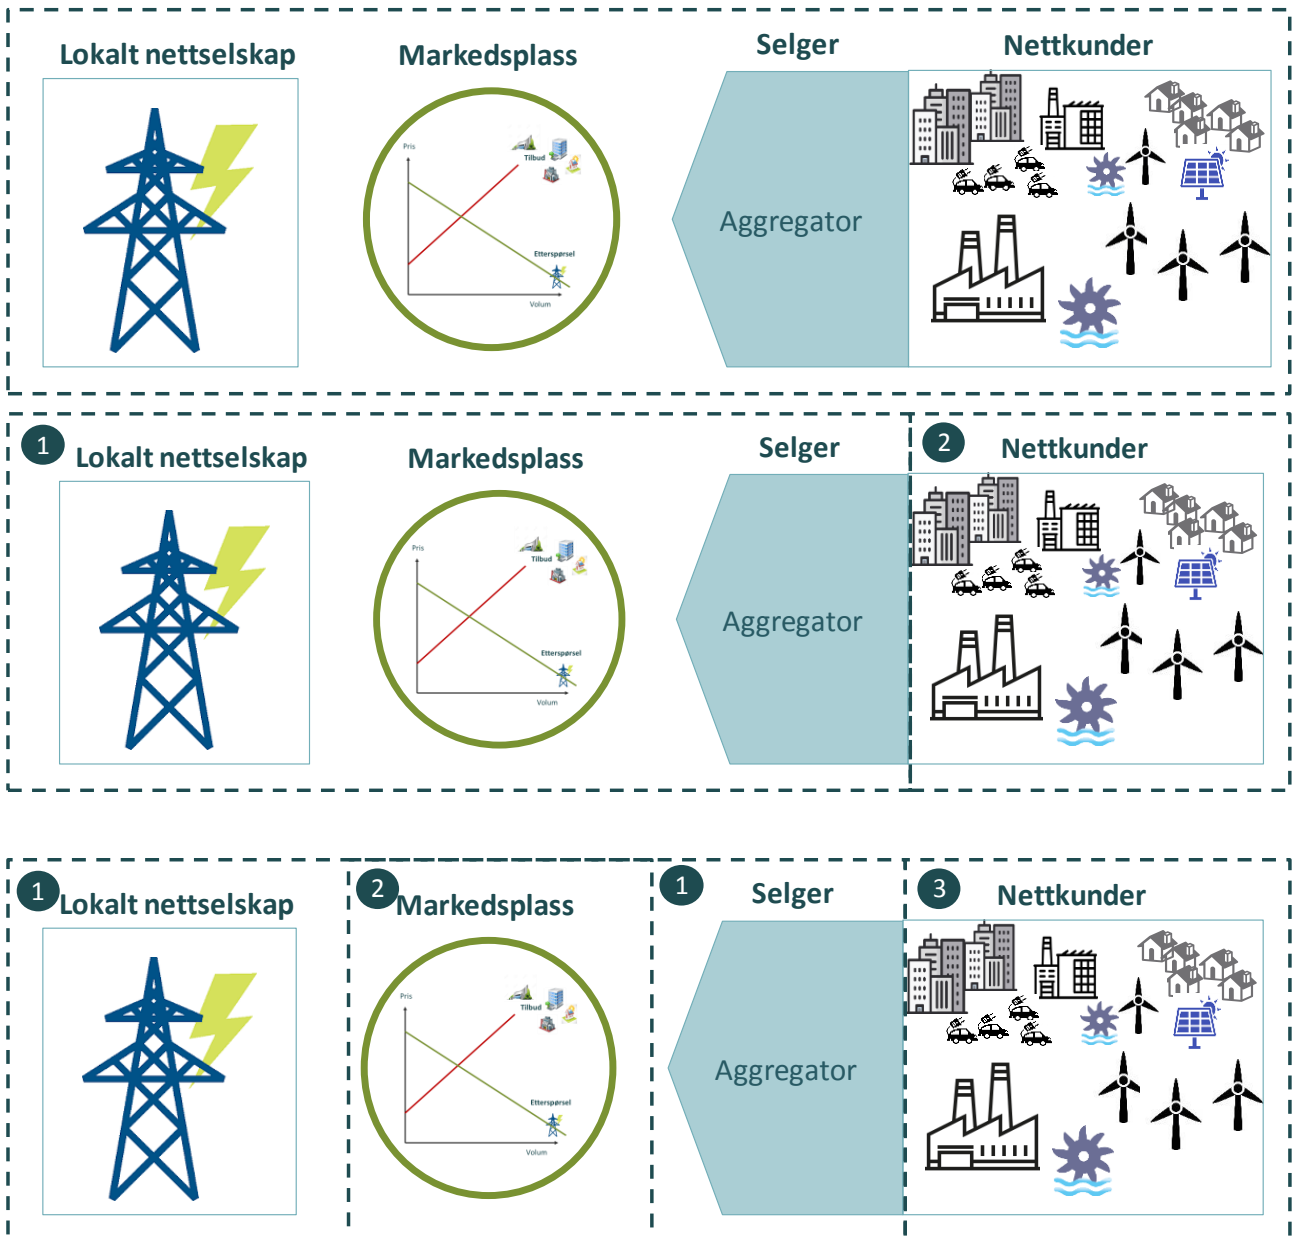 Lokalt nettselskap
Markedsplass
Selger
Nettkunder
Pris
Tilbud
Etterspørsel
Volum
Aggregator
1
Lokalt nettselskap
Markedsplass
Selger
2
Nettkunder
Pris
Tilbud
Etterspørsel
Volum
Aggregator
1
Lokalt nettselskap
2
Markedsplass
1
Selger
3
Nettkunder
Pris
Tilbud
Etterspørsel
Volum
Aggregator